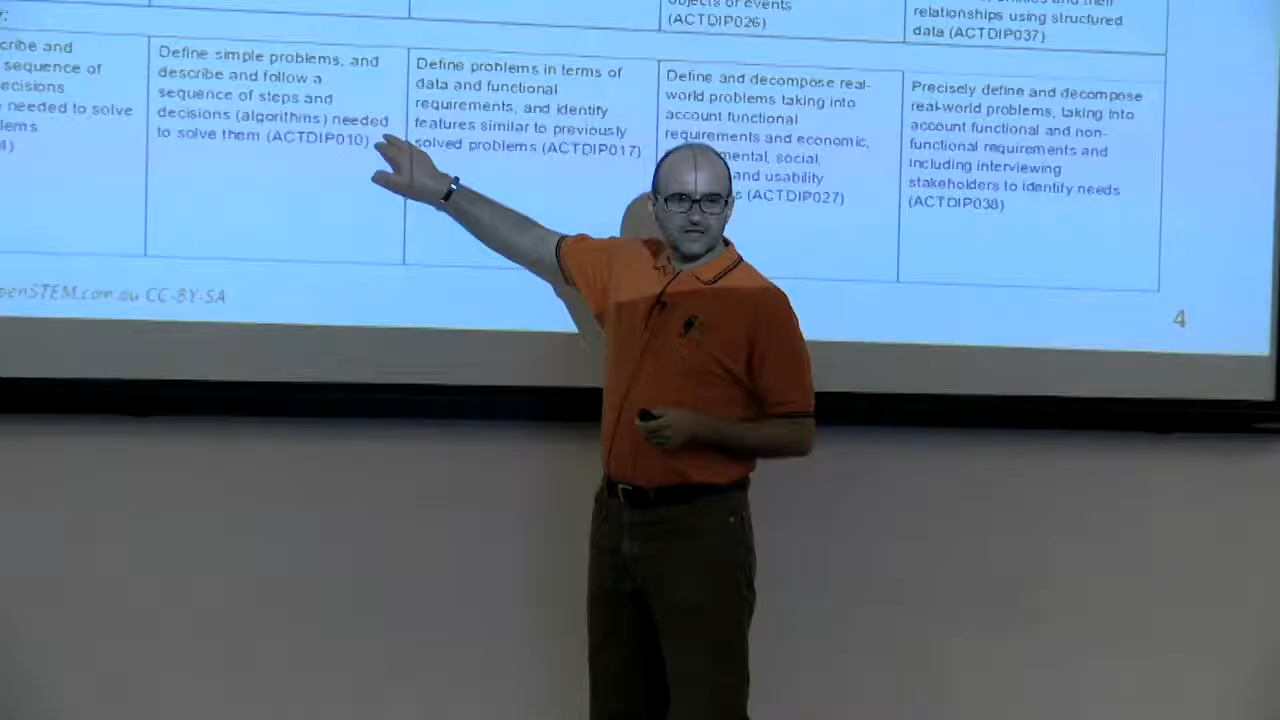 objects or events
(ACTDIP026)
relationships using structured
data (ACTDIP037)
cribe and
sequence of
ecisions
needed to solve
lems
4)
Define simple problems, and
describe and follow a
sequence of steps and
decisions (algorithms) needed
to solve them (ACTDIP010)
Define problems in terms of
data and functional
requirements, and identify
features similar to previously
solved problems (ACTDIP017)
Define and decompose real-
world problems taking into
account functional
requirements and economic,
mental, social,
and usability
s (ACTDIP027)
Precisely define and decompose
real-world problems, taking into
account functional and non-
functional requirements and
including interviewing
stakeholders to identify needs
(ACTDIP038)
penSTEM.com.au CC-BY-SA
4